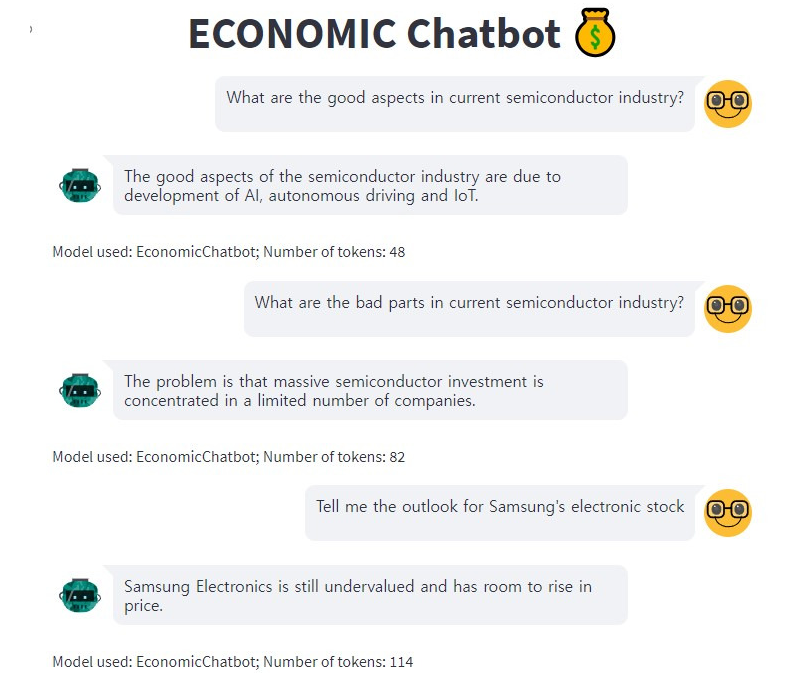 ECONOMIC Chatbot
What are the good aspects in current semiconductor industry?
The good aspects of the semiconductor industry are due to
development of AI, autonomous driving and IoT.
Model used: EconomicChatbot; Number of tokens: 48
What are the bad parts in current semiconductor industry?
The problem is that massive semiconductor investment is
concentrated in a limited number of companies.
Model used: EconomicChatbot; Number of tokens: 82
Tell me the outlook for Samsung's electronic stock
Samsung Electronics is still undervalued and has room to rise in
price.
Model used: EconomicChatbot; Number of tokens: 114